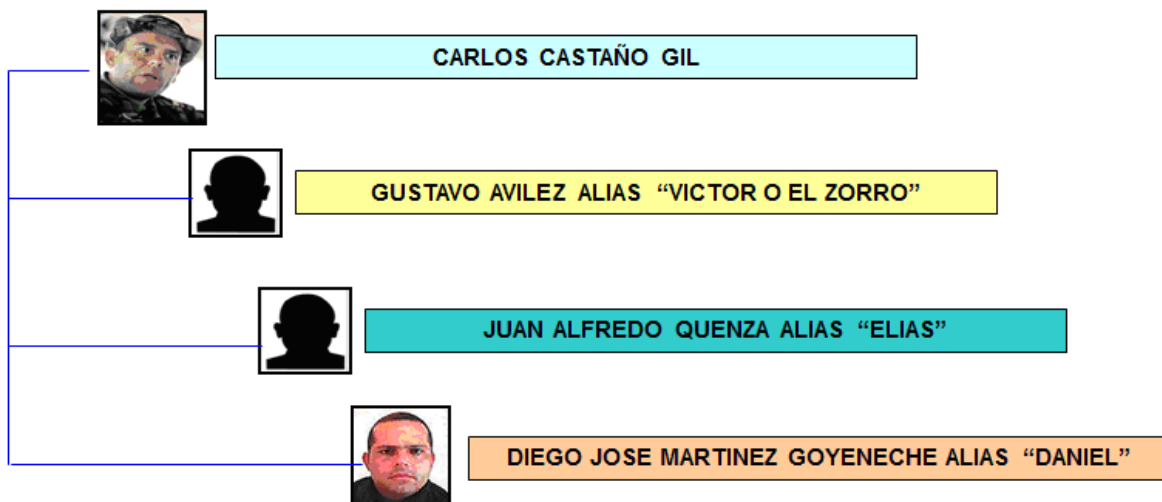 CARLOS CASTAÑO GIL
GUSTAVO AVILEZ ALIAS “VICTOR O EL ZORRO”
JUAN ALFREDO QUENZA ALIAS “ELIAS”
DIEGO JOSE MARTINEZ GOYENECHE ALIAS “DANIEL”